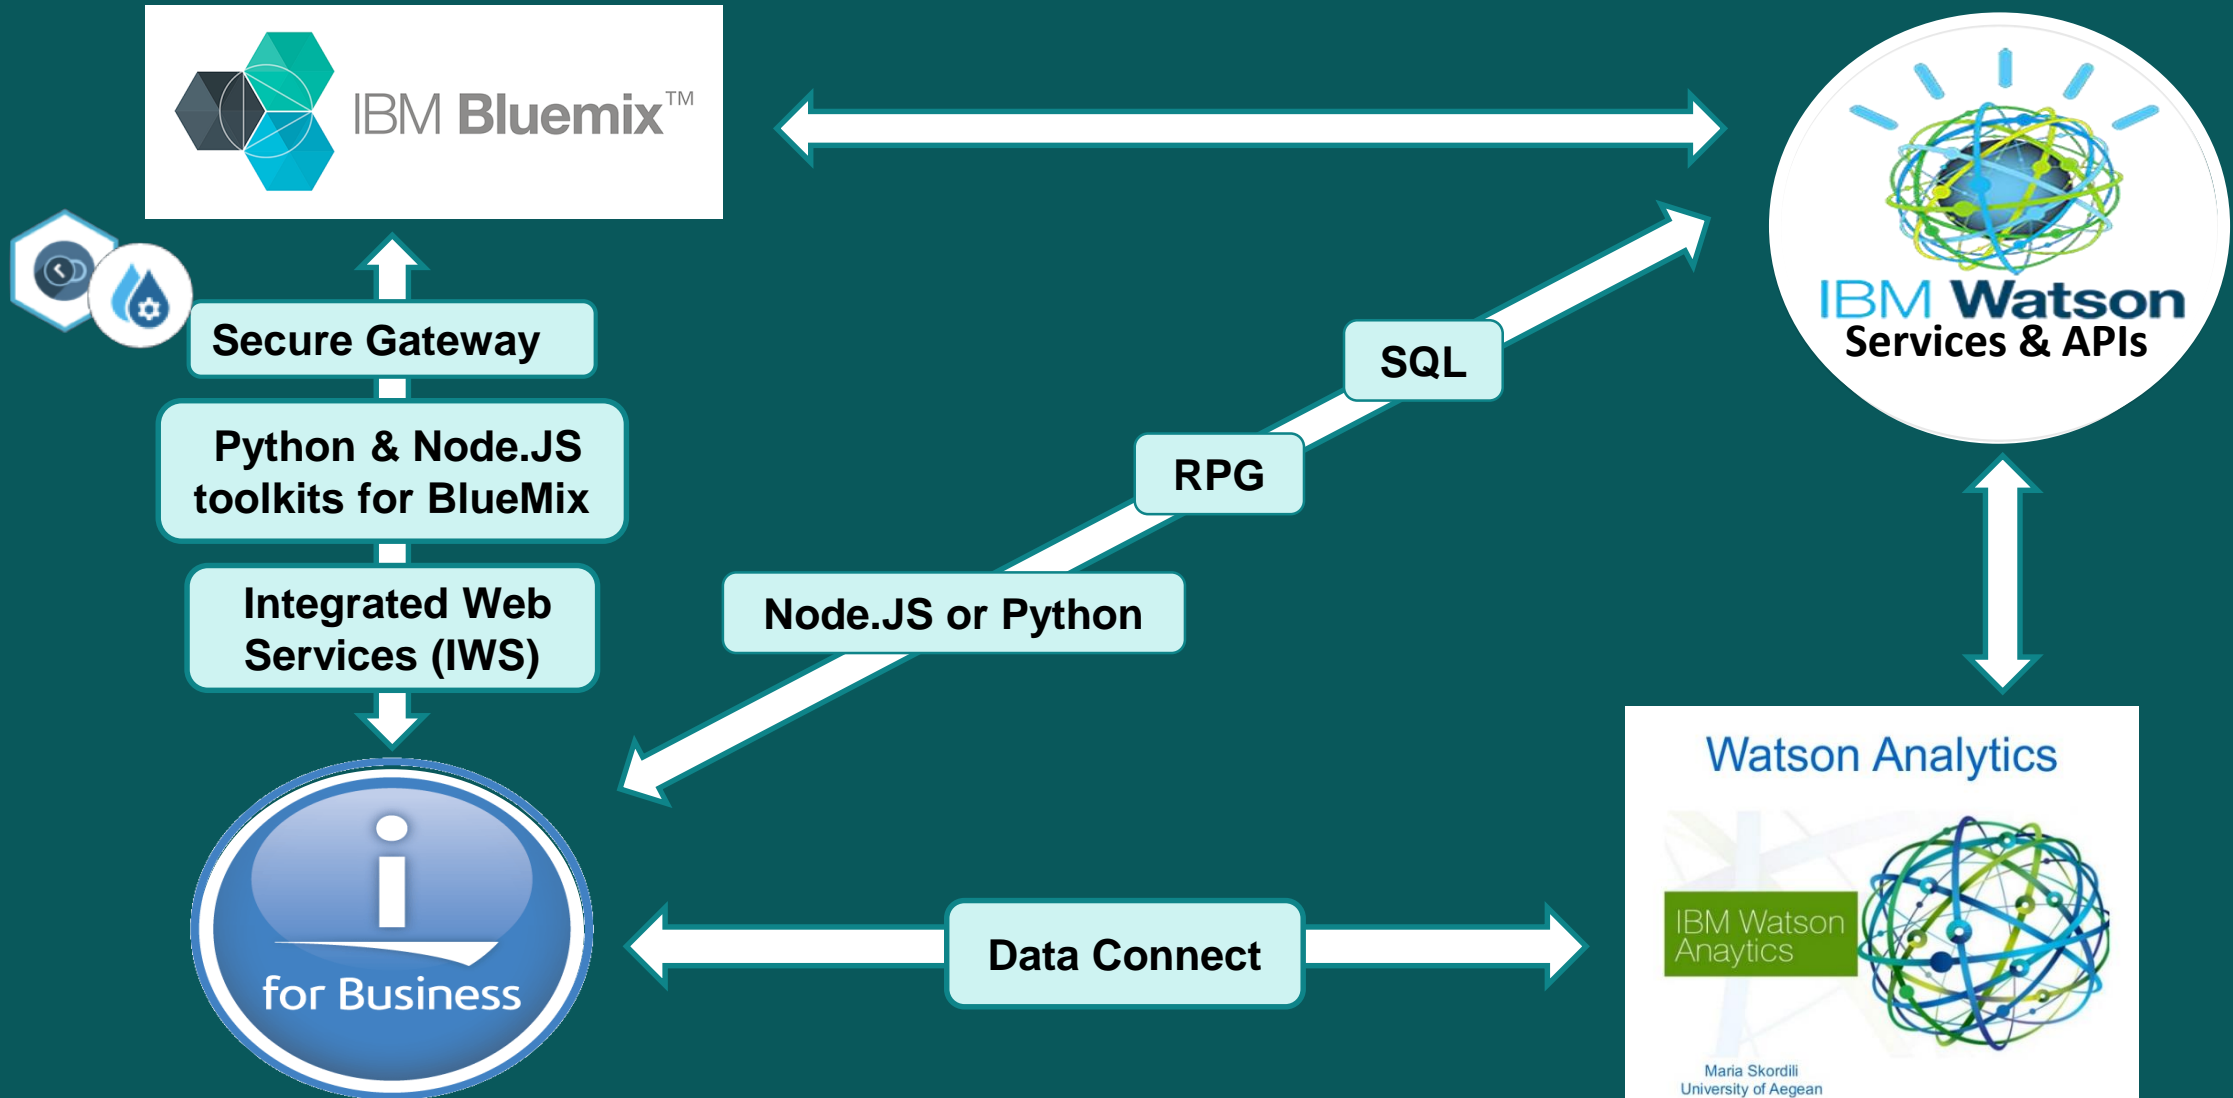 IBM Bluemix™
IBM Watson
Services & APIs
Secure Gateway
SQL
Python & Node.JS
toolkits for BlueMix
RPG
Integrated Web
Services (IWS)
Node.JS or Python
i
for Business
Data Connect
Watson Analytics
IBM Watson
Anaytics
Maria Skordili
University of Aegean